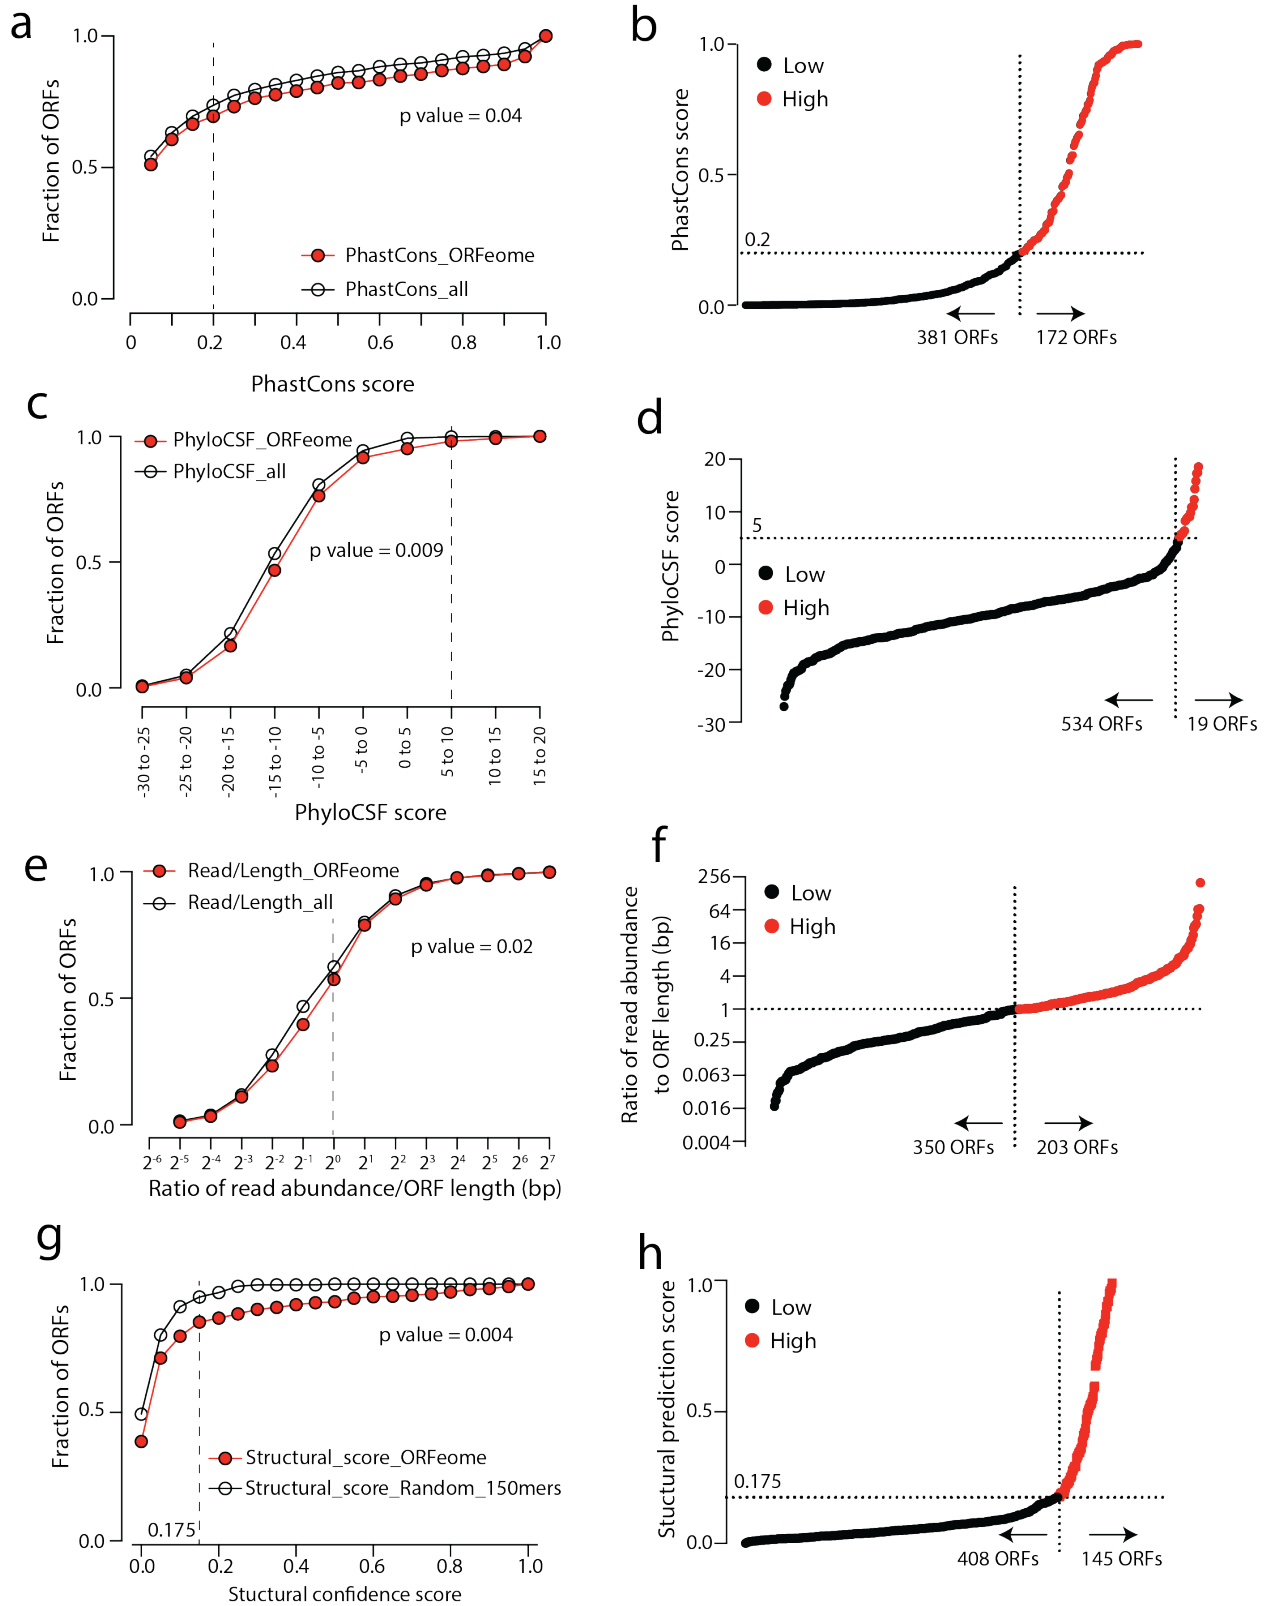 a
1.0
0.5
0.0
Fraction of ORFs
p value = 0.04
PhastCons_ORFeome
PhastCons_all
0 0.2 0.4 0.6 0.8 1.0
PhastCons score
b
1.0
0.5
0.0
PhastCons score
Low
High
0.2
381 ORFs 172 ORFs
c
1.0
0.5
0.0
Fraction of ORFs
PhyloCSF_ORFeome
PhyloCSF_all
p value = 0.009
-30 to -25
-25 to -20
-20 to -15
-15 to -10
-10 to -5
-5 to 0
0 to 5
5 to 10
10 to 15
15 to 20
PhyloCSF score
d
20
10
0
-10
-20
-30
PhyloCSF score
5
Low
High
534 ORFs 19 ORFs
e
1.0
0.5
0.0
Fraction of ORFs
Read/Length_ORFeome
Read/Length_all
p value = 0.02
2-6 2-5 2-4 2-3 2-2 2-1 20 21 22 23 24 25 26 27
Ratio of read abundance/ORF length (bp)
f
256
64
16
4
1
0.25
0.063
0.016
0.004
Ratio of read abundance
to ORF length (bp)
Low
High
350 ORFs 203 ORFs
g
1.0
0.5
0.0
Fraction of ORFs
p value = 0.004
Structural_score_ORFeome
Structural_score_Random_150mers
0.175
0.0 0.2 0.4 0.6 0.8 1.0
Stuctural confidence score
h
1.0
0.5
0.0
Stuctural prediction score
Low
High
0.175
408 ORFs 145 ORFs